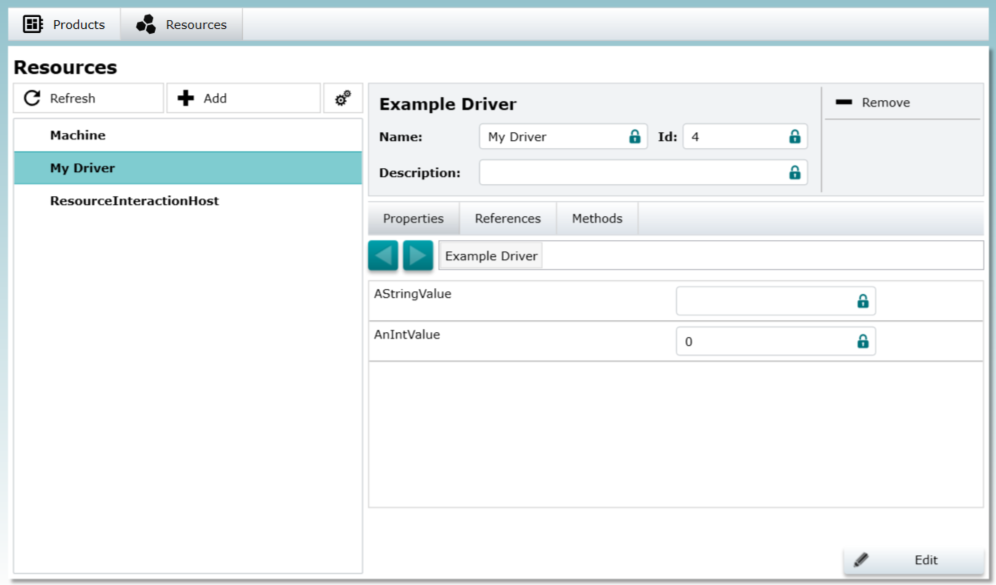 Products Resources
Resources
Refresh Add
Machine
My Driver
ResourceInteractionHost
Example Driver
Remove
Name: My Driver Id: 4
Description:
Properties References Methods
Example Driver
AStringValue
AnIntValue 0
Edit